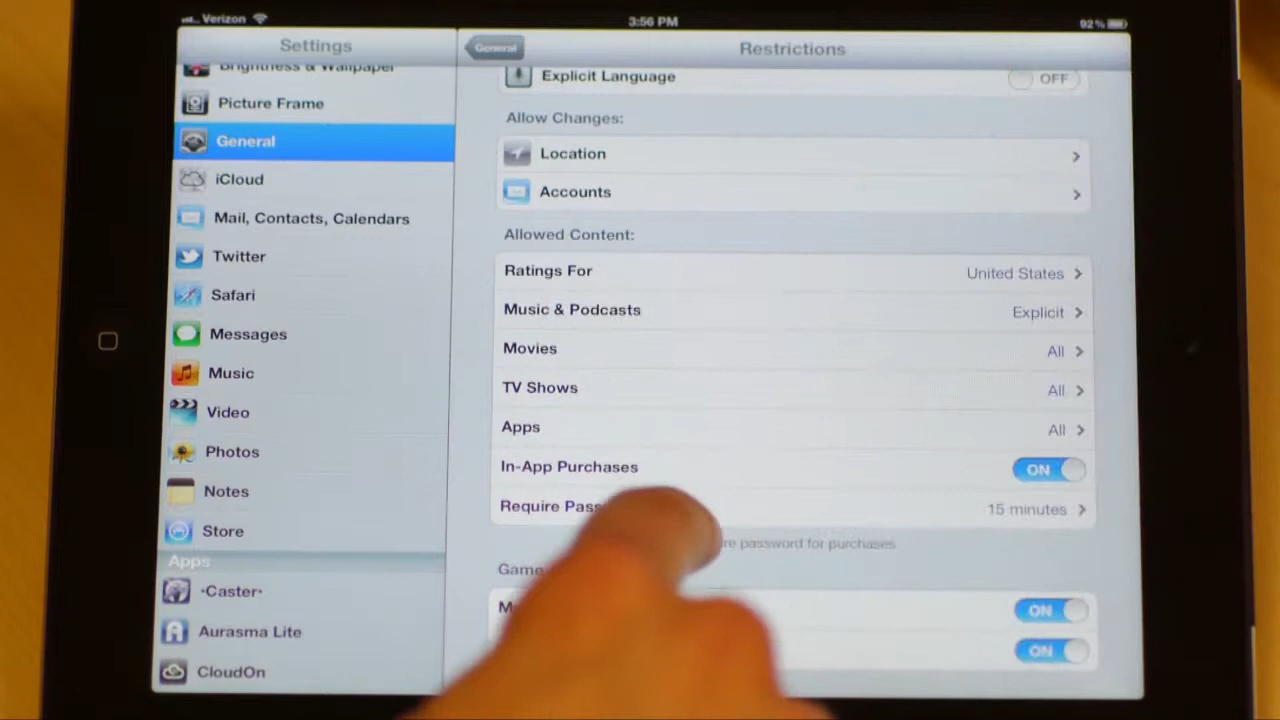 Verizon
3:56 PM
92%
Settings
General
Restrictions
Brightness & Wallpaper
Picture Frame
General
iCloud
Mail, Contacts, Calendars
Twitter
Safari
Messages
Music
Video
Photos
Notes
Store
Apps
•Caster•
Aurasma Lite
CloudOn
Explicit Language OFF
Allow Changes:
Location
Accounts
Allowed Content:
Ratings For United States
Music & Podcasts Explicit
Movies All
TV Shows All
Apps All
In-App Purchases ON
Require Pass 15 minutes
password for purchases
Game
ON
ON